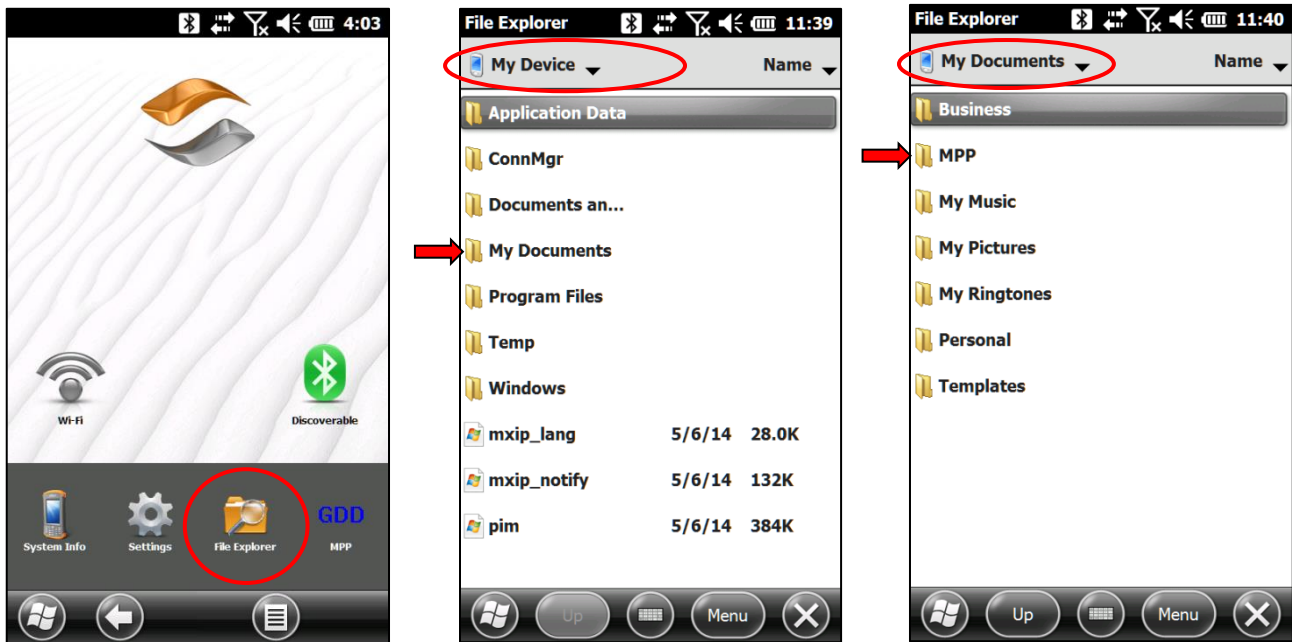 4:03
Wi-Fi
Discoverable
GDD
System Info Settings File Explorer MPP
File Explorer 11:39
My Device Name
Application Data
ConnMgr
Documents an...
My Documents
Program Files
Temp
Windows
mxip_lang 5/6/14 28.0K
mxip_notify 5/6/14 132K
pim 5/6/14 384K
Up Menu
File Explorer 11:40
My Documents Name
Business
MPP
My Music
My Pictures
My Ringtones
Personal
Templates
Up Menu